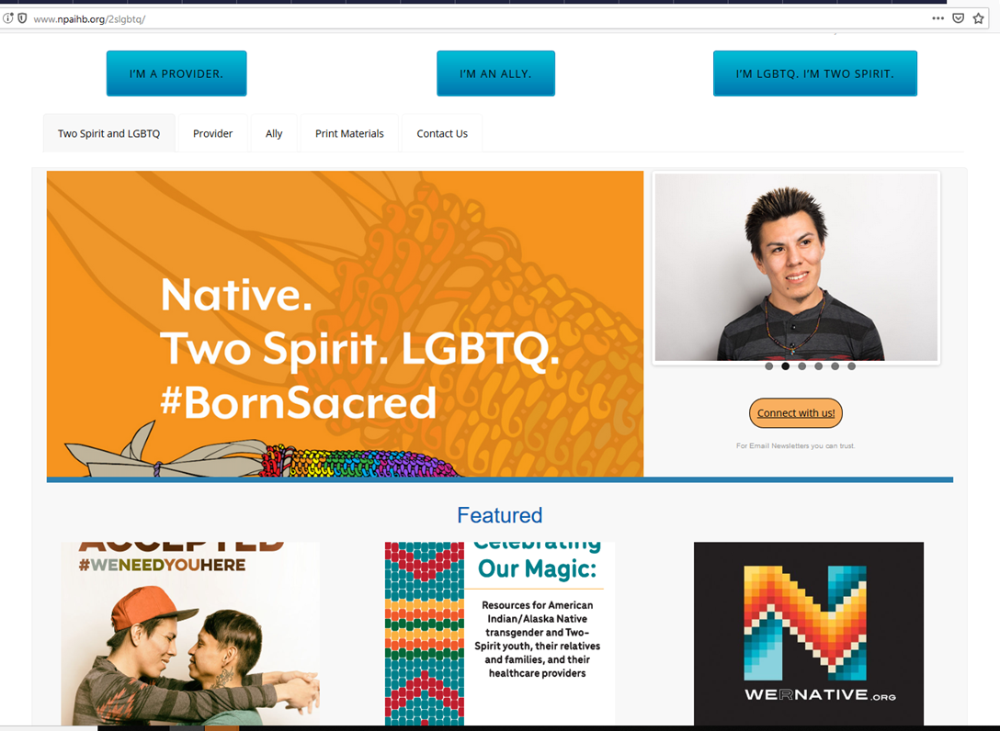 www.npaihb.org/2slgbtq/
I'M A PROVIDER.
I'M AN ALLY.
I'M LGBTQ. I'M TWO SPIRIT.
Two Spirit and LGBTQ
Provider
Ally
Print Materials
Contact Us
Native.
Two Spirit. LGBTQ.
#BornSacred
Connect with us!
For Email Newsletters you can trust.
Featured
ACCEPTED
#WENEEDYOUHERE
Celebrating
Our Magic:
Resources for American
Indian/Alaska Native
transgender and Two-
Spirit youth, their relatives
and families, and their
healthcare providers
WERNATIVE.ORG